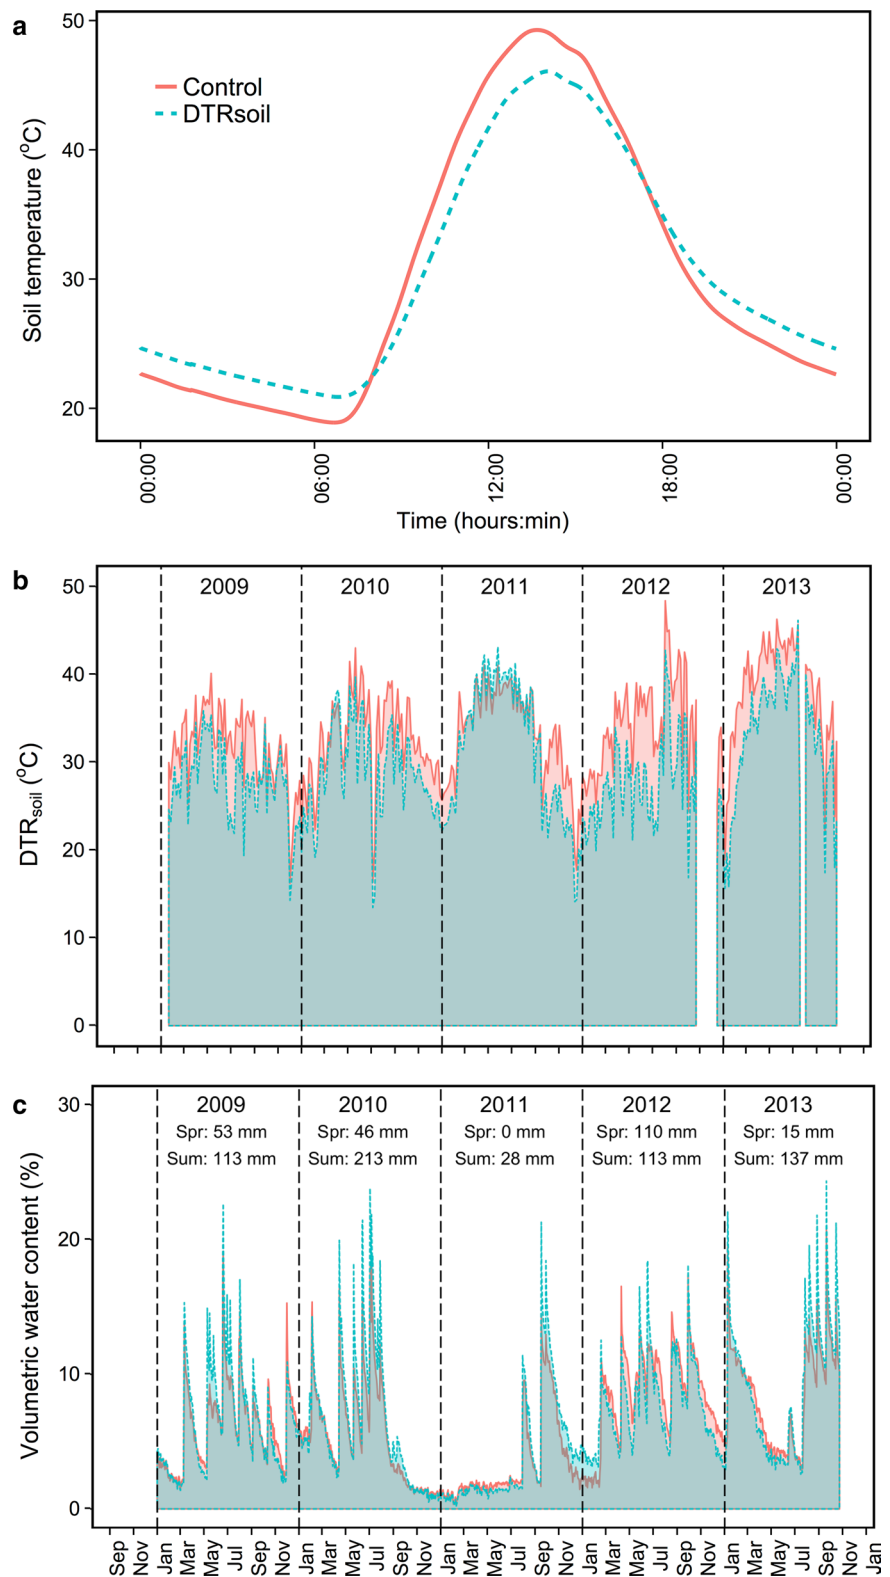 a
50
40
30
20
Soil temperature (°C)
Control
DTRsoil
00:00
06:00
12:00
18:00
00:00
Time (hours:min)
b
50
40
30
20
10
0
DTRsoil (°C)
2009
2010
2011
2012
2013
c
30
20
10
0
Volumetric water content (%)
2009
Spr: 53 mm
Sum: 113 mm
2010
Spr: 46 mm
Sum: 213 mm
2011
Spr: 0 mm
Sum: 28 mm
2012
Spr: 110 mm
Sum: 113 mm
2013
Spr: 15 mm
Sum: 137 mm
Sep
Nov
Jan
Mar
May
Jul
Sep
Nov
Jan
Mar
May
Jul
Sep
Nov
Jan
Mar
May
Jul
Sep
Nov
Jan
Mar
May
Jul
Sep
Nov
Jan
Mar
May
Jul
Sep
Nov
Jan